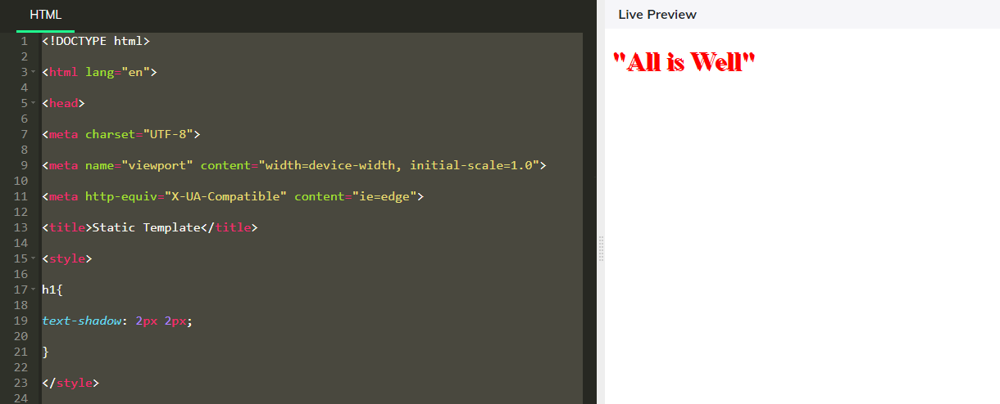 HTML
Live Preview
1 <!DOCTYPE html>
2
3 <html lang="en">
4
5 <head>
6
7 <meta charset="UTF-8">
8
9 <meta name="viewport" content="width=device-width, initial-scale=1.0">
10
11 <meta http-equiv="X-UA-Compatible" content="ie=edge">
12
13 <title>Static Template</title>
14
15 <style>
16
17 h1{
18
19 text-shadow: 2px 2px;
20
21 }
22
23 </style>
24
"All is Well"